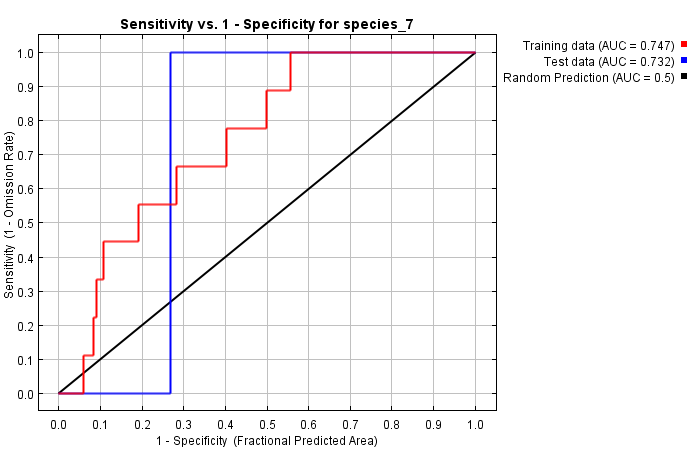 Sensitivity vs. 1 - Specificity for species_7
Training data (AUC = 0.747)
Test data (AUC = 0.732)
Random Prediction (AUC = 0.5)
Sensitivity (1 - Omission Rate)
1.0
0.9
0.8
0.7
0.6
0.5
0.4
0.3
0.2
0.1
0.0
0.0 0.1 0.2 0.3 0.4 0.5 0.6 0.7 0.8 0.9 1.0
1 - Specificity (Fractional Predicted Area)